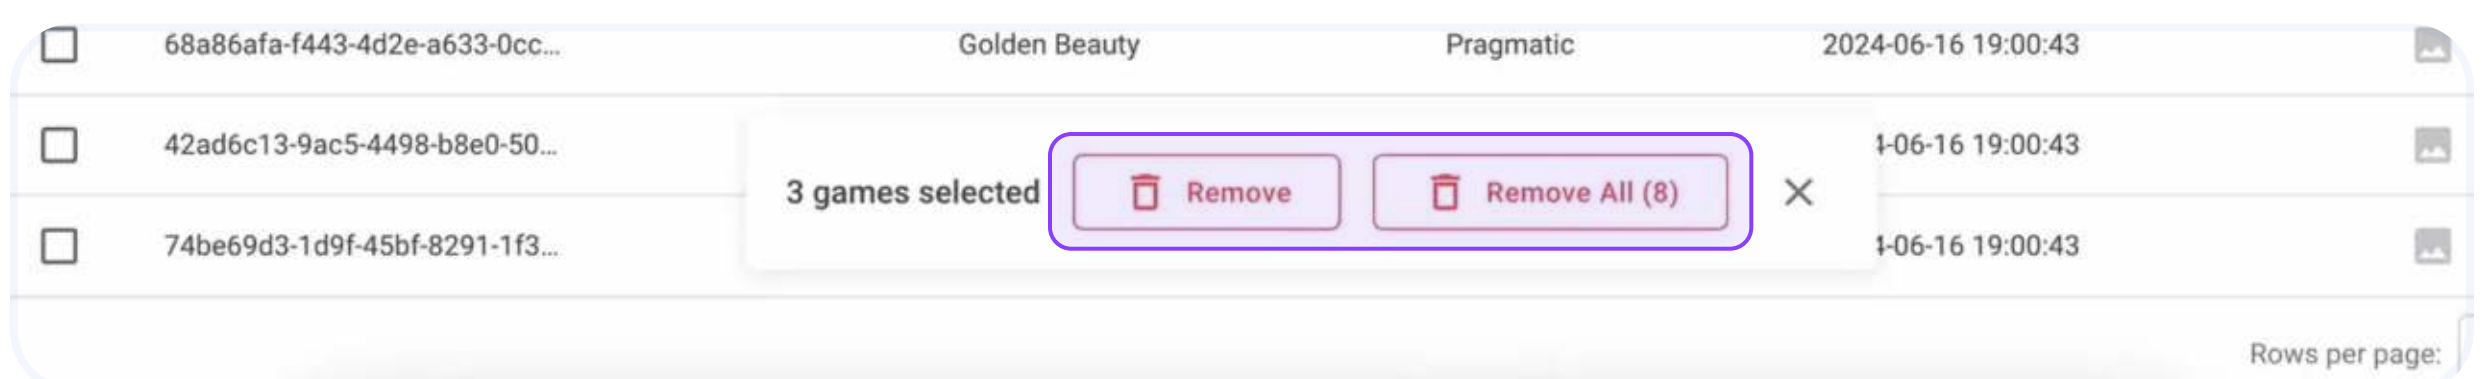 68a86afa-f443-4d2e-a633-0cc... Golden Beauty Pragmatic 2024-06-16 19:00:43
42ad6c13-9ac5-4498-b8e0-50... -06-16 19:00:43
3 games selected Remove Remove All (8)
74be69d3-1d9f-45bf-8291-1f3... -06-16 19:00:43
Rows per page: